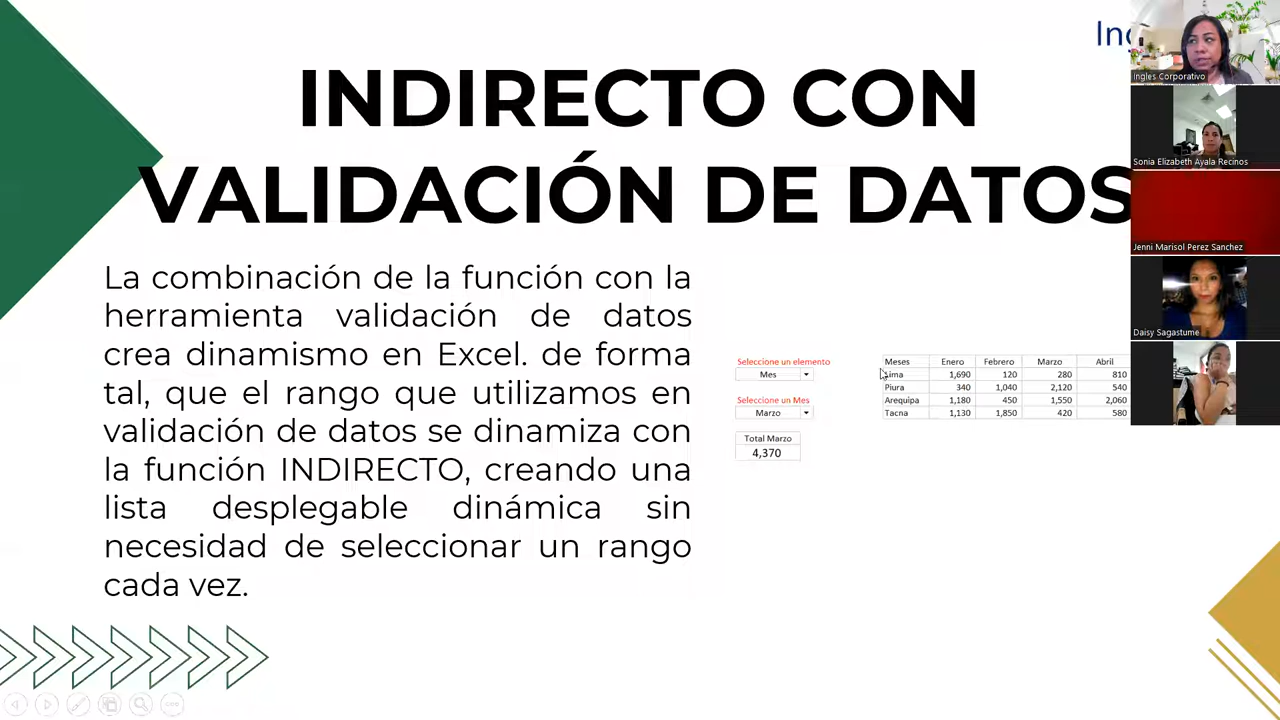 INDIRECTO CON
VALIDACIÓN DE DATOS
La combinación de la función con la
herramienta validación de datos
crea dinamismo en Excel. de forma
tal, que el rango que utilizamos en
validación de datos se dinamiza con
la función INDIRECTO, creando una
lista desplegable dinámica sin
necesidad de seleccionar un rango
cada vez.
Seleccione un elemento
Mes
Seleccione un Mes
Marzo
Total Marzo
4,370
Meses Enero Febrero Marzo Abril
Lima 1,690 120 280 810
Piura 340 1,040 2,120 540
Arequipa 1,180 450 1,550 2,060
Tacna 1,130 1,850 420 580
Ingles Corporativo
Sonia Elizabeth Ayala Recinos
Jenni Marisol Perez Sanchez
Daisy Sagastume